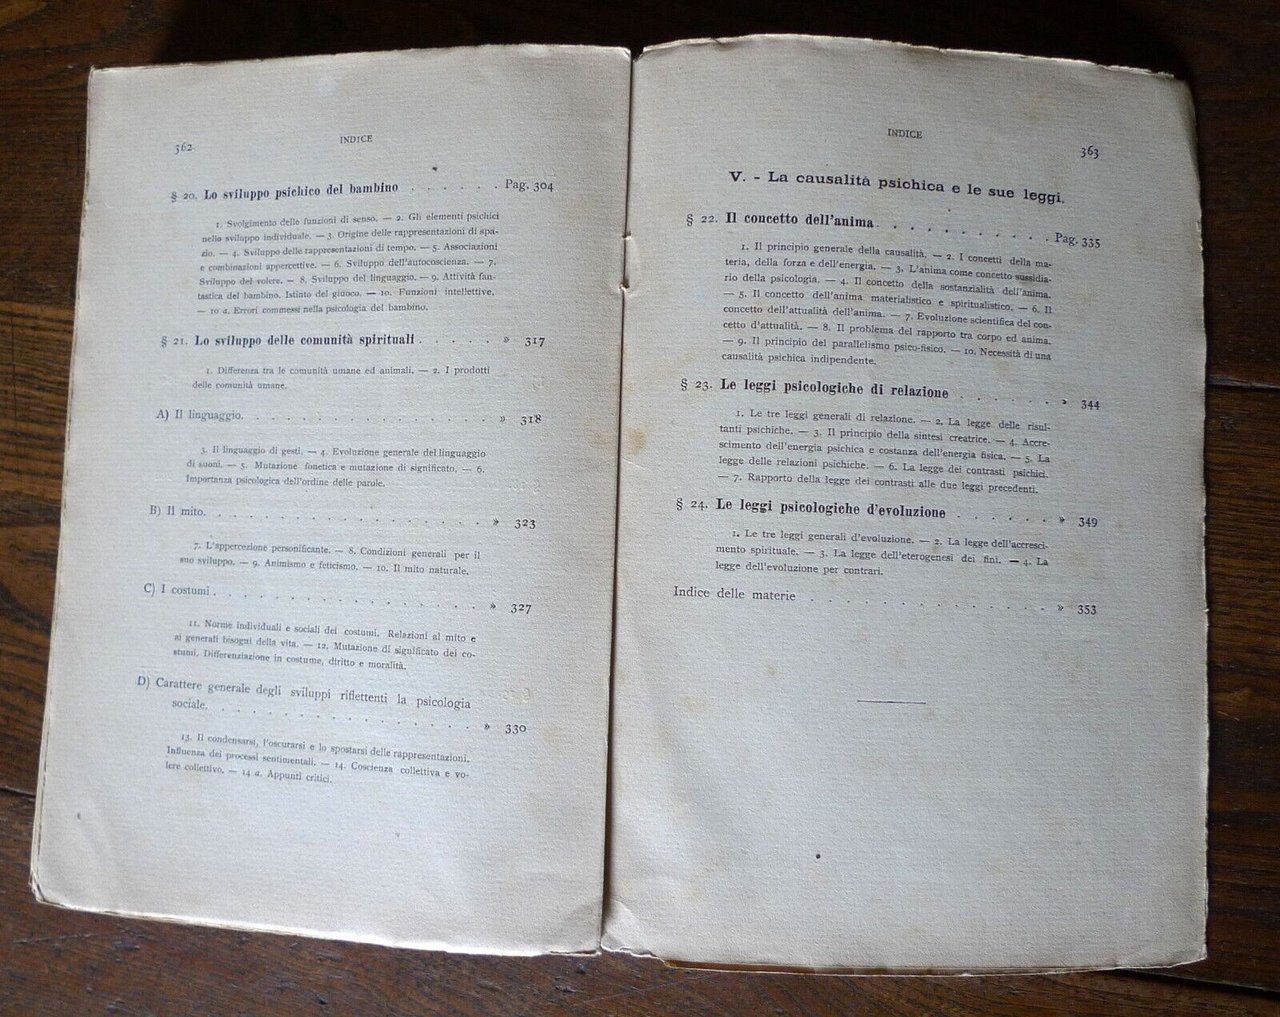 362
INDICE
§ 20. Lo sviluppo psichico del bambino . . . . . . Pag. 304
1. Svolgimento delle funzioni di senso. — 2. Gli elementi psichici
nello sviluppo individuale. — 3. Origine delle rappresentazioni di spa-
zio. — 4. Sviluppo delle rappresentazioni di tempo. — 5. Associazioni
e combinazioni appercettive. — 6. Sviluppo dell'autocoscienza. — 7.
Sviluppo del volere. — 8. Sviluppo del linguaggio. — 9. Attività fan-
tastica del bambino. Istinto del giuoco. — 10. Funzioni intellettive.
— 10 a. Errori commessi nella psicologia del bambino.
§ 21. Lo sviluppo delle comunità spirituali . . . . . » 317
1. Differenza tra le comunità umane ed animali. — 2. I prodotti
delle comunità umane.
A) Il linguaggio. . . . . . . . . . . . . . » 318
3. Il linguaggio di gesti. — 4. Evoluzione generale del linguaggio
di suoni. — 5. Mutazione fonetica e mutazione di significato. — 6.
Importanza psicologica dell'ordine delle parole.
B) Il mito. . . . . . . . . . . . . . . . » 323
7. L'appercezione personificante. — 8. Condizioni generali per il
suo sviluppo. — 9. Animismo e feticismo. — 10. Il mito naturale.
C) I costumi . . . . . . . . . . . . . . . » 327
11. Norme individuali e sociali dei costumi. Relazioni al mito e
ai generali bisogni della vita. — 12. Mutazione di significato dei co-
stumi. Differenziazione in costume, diritto e moralità.
D) Carattere generale degli sviluppi riflettenti la psicologia
sociale. . . . . . . . . . . . . . . . » 330
13. Il condensarsi, l'oscurarsi e lo spostarsi delle rappresentazioni.
Influenza dei processi sentimentali. — 14. Coscienza collettiva e vo-
lere collettivo. — 14 a. Appunti critici.
INDICE
363
V. - La causalità psichica e le sue leggi.
§ 22. Il concetto dell'anima . . . . . . . . . . . Pag. 335
1. Il principio generale della causalità. — 2. I concetti della ma-
teria, della forza e dell'energia. — 3. L'anima come concetto sussidia-
rio della psicologia. — 4. Il concetto della sostanzialità dell'anima.
— 5. Il concetto dell'anima materialistico e spiritualistico. — 6. Il
concetto dell'attualità dell'anima. — 7. Evoluzione scientifica del con-
cetto d'attualità. — 8. Il problema del rapporto tra corpo ed anima.
— 9. Il principio del parallelismo psico-fisico. — 10. Necessità di una
causalità psichica indipendente.
§ 23. Le leggi psicologiche di relazione . . . . . . » 344
1. Le tre leggi generali di relazione. — 2. La legge delle risul-
tanti psichiche. — 3. Il principio della sintesi creatrice. — 4. Accre-
scimento dell'energia psichica e costanza dell'energia fisica. — 5. La
legge delle relazioni psichiche. — 6. La legge dei contrasti psichici.
— 7. Rapporto della legge dei contrasti alle due leggi precedenti.
§ 24. Le leggi psicologiche d'evoluzione . . . . . . » 349
1. Le tre leggi generali d'evoluzione. — 2. La legge dell'accresci-
mento spirituale. — 3. La legge dell'eterogenesi dei fini. — 4. La
legge dell'evoluzione per contrari.
Indice delle materie . . . . . . . . . . . . . » 353